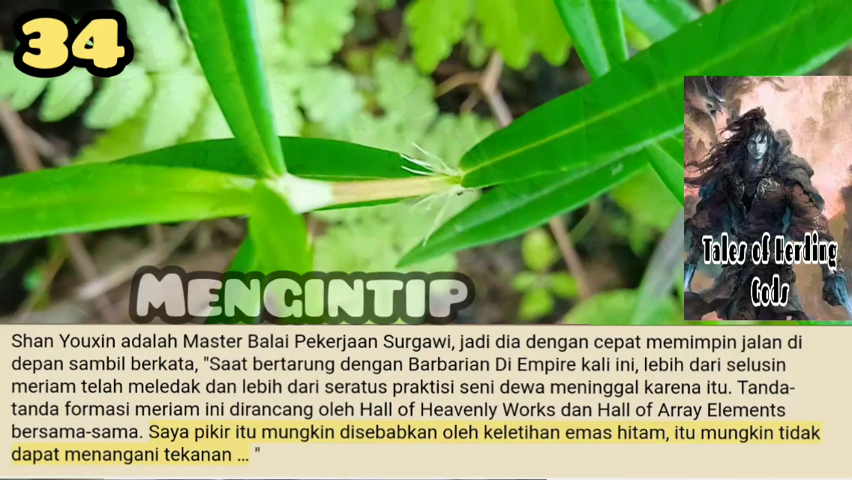 34
Tales of Herding
Gods
MENGINTIP
Shan Youxin adalah Master Balai Pekerjaan Surgawi, jadi dia dengan cepat memimpin jalan di
depan sambil berkata, "Saat bertarung dengan Barbarian Di Empire kali ini, lebih dari selusin
meriam telah meledak dan lebih dari seratus praktisi seni dewa meninggal karena itu. Tanda-
tanda formasi meriam ini dirancang oleh Hall of Heavenly Works dan Hall of Array Elements
bersama-sama. Saya pikir itu mungkin disebabkan oleh keletihan emas hitam, itu mungkin tidak
dapat menangani tekanan ... "